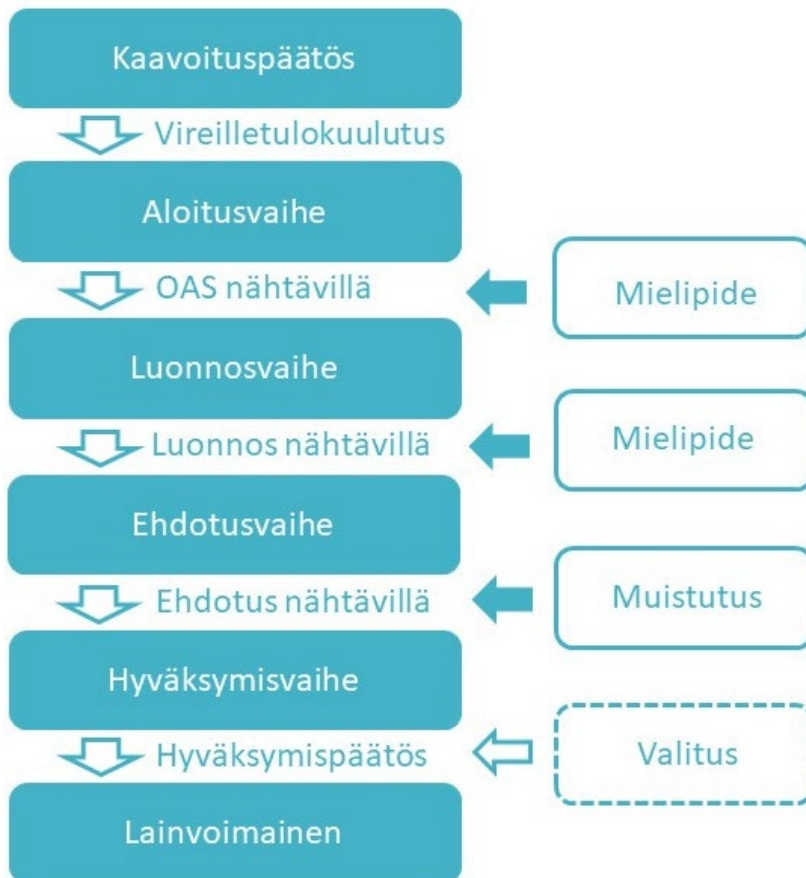 Kaavoituspäätös
Vireilletulokuulutus
Aloitusvaihe
OAS nähtävillä
Mielipide
Luonnosvaihe
Luonnos nähtävillä
Mielipide
Ehdotusvaihe
Ehdotus nähtävillä
Muistutus
Hyväksymisvaihe
Hyväksymispäätös
Valitus
Lainvoimainen